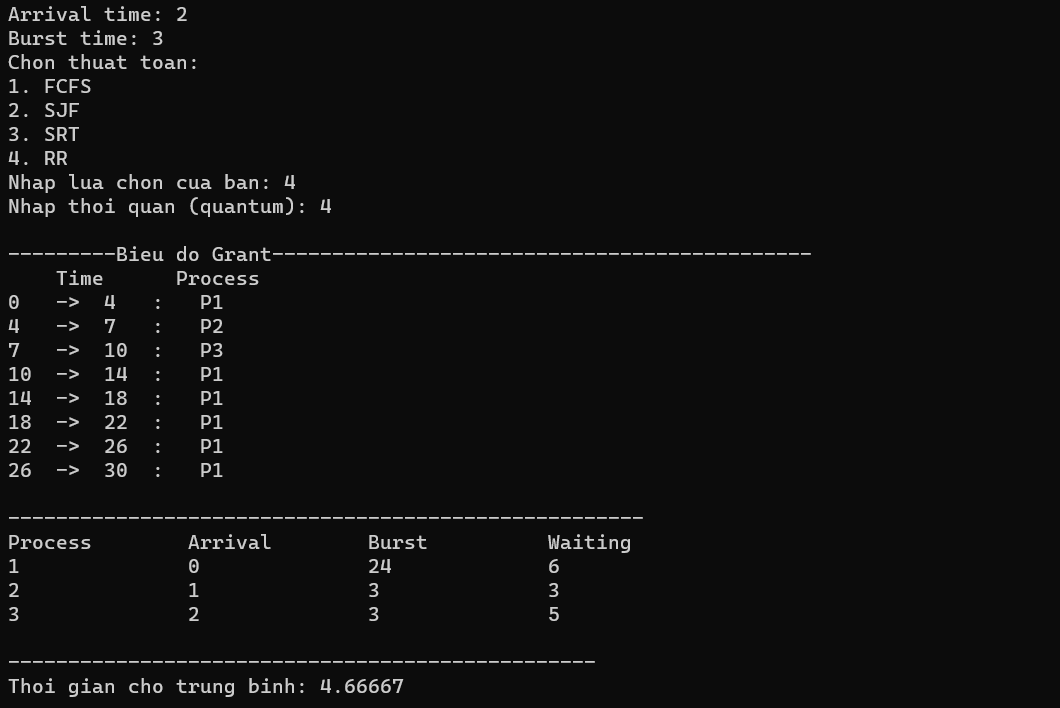 Arrival time: 2
Burst time: 3
Chon thuat toan:
1. FCFS
2. SJF
3. SRT
4. RR
Nhap lua chon cua ban: 4
Nhap thoi quan (quantum): 4
---------Bieu do Grant---------------------------------------------
Time Process
0 -> 4 : P1
4 -> 7 : P2
7 -> 10 : P3
10 -> 14 : P1
14 -> 18 : P1
18 -> 22 : P1
22 -> 26 : P1
26 -> 30 : P1
-----------------------------------------------------
Process Arrival Burst Waiting
1 0 24 6
2 1 3 3
3 2 3 5
-------------------------------------------------
Thoi gian cho trung binh: 4.66667